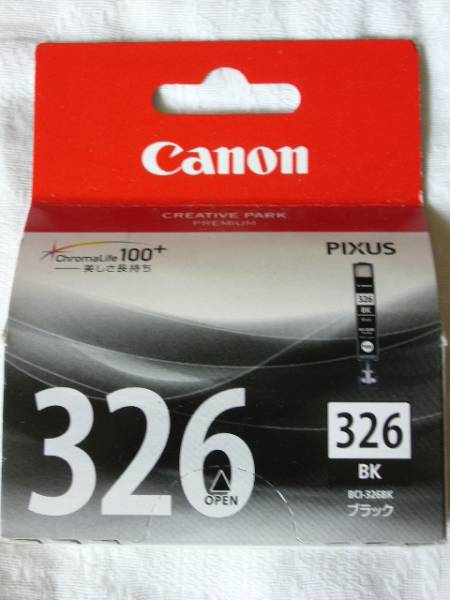 Canon
CREATIVE PARK
PREMIUM
ChromaLife 100+
美しさ長持ち
PIXUS
326
BK
326
OPEN
326
BK
BCI-326BK
ブラック